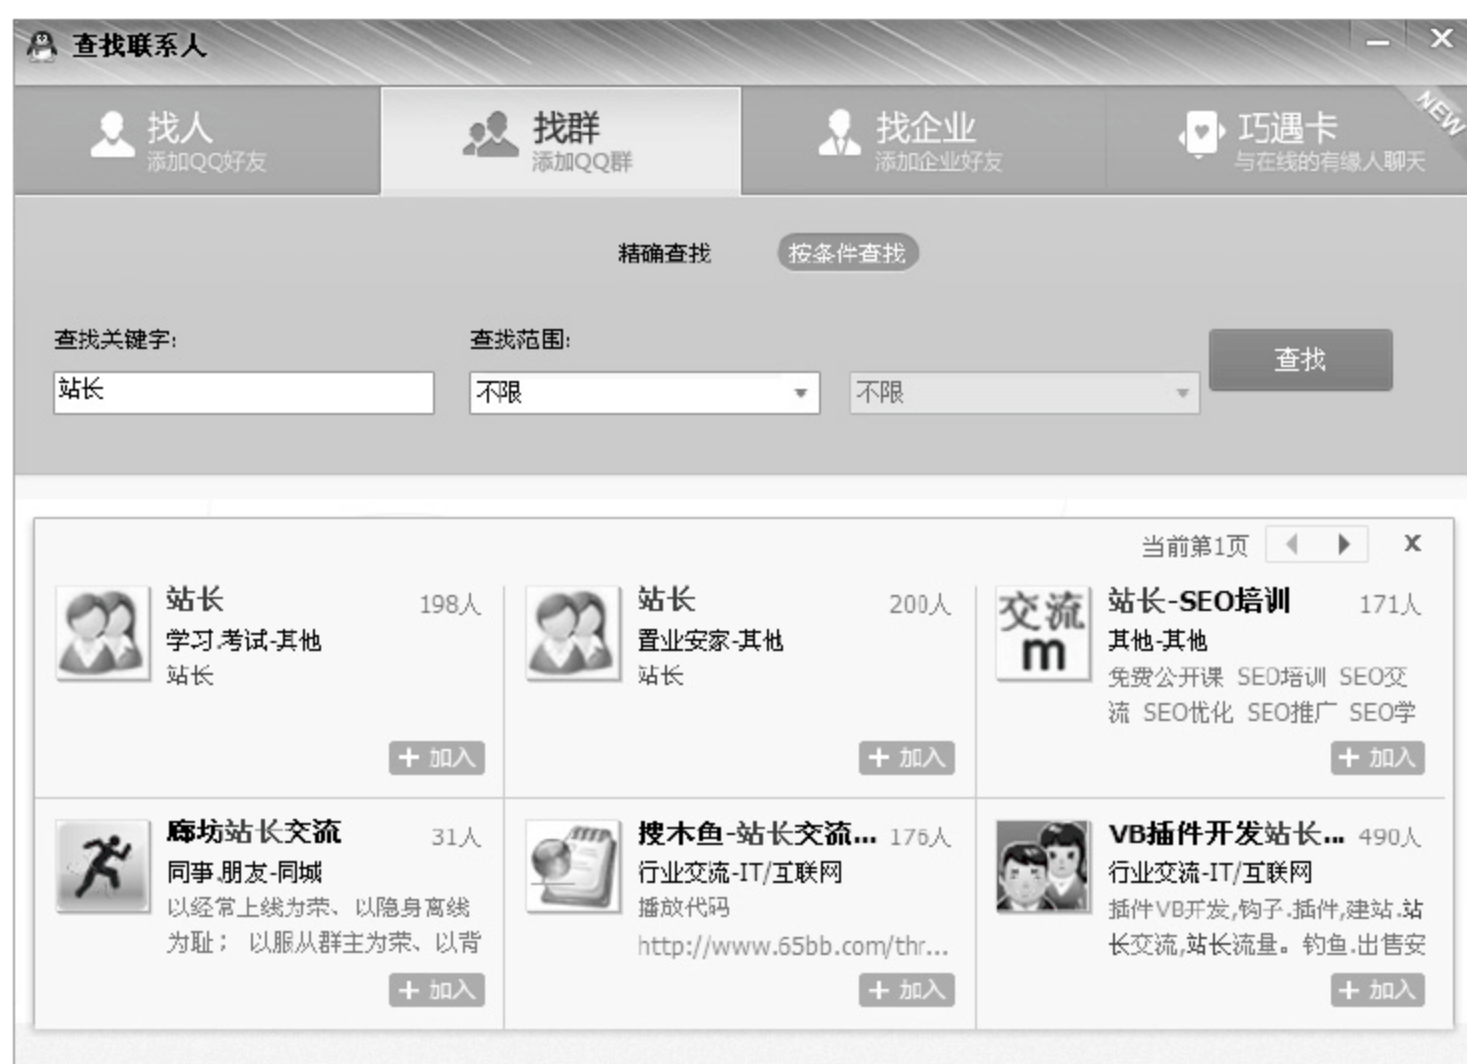 查找联系人
找人
添加QQ好友
找群
添加QQ群
找企业
添加企业好友
巧遇卡
与在线的有缘人聊天
NEW
精确查找
按条件查找
查找关键字:
查找范围:
站长
不限
不限
查找
当前第1页
站长
198人
学习.考试-其他
站长
加入
站长
200人
置业安家-其他
站长
加入
交流
m
站长-SEO培训
171人
其他-其他
免费公开课 SEO培训 SEO交
流 SEO优化 SEO推广 SEO学
加入
廊坊站长交流
31人
同事.朋友-同城
以经常上线为荣、以隐身离线
为耻； 以服从群主为荣、以背
加入
搜木鱼-站长交流...
176人
行业交流-IT/互联网
播放代码
http://www.65bb.com/thr...
加入
VB插件开发站长...
490人
行业交流-IT/互联网
插件VB开发,钩子.插件,建站.站
长交流,站长流量。钓鱼.出售安
加入